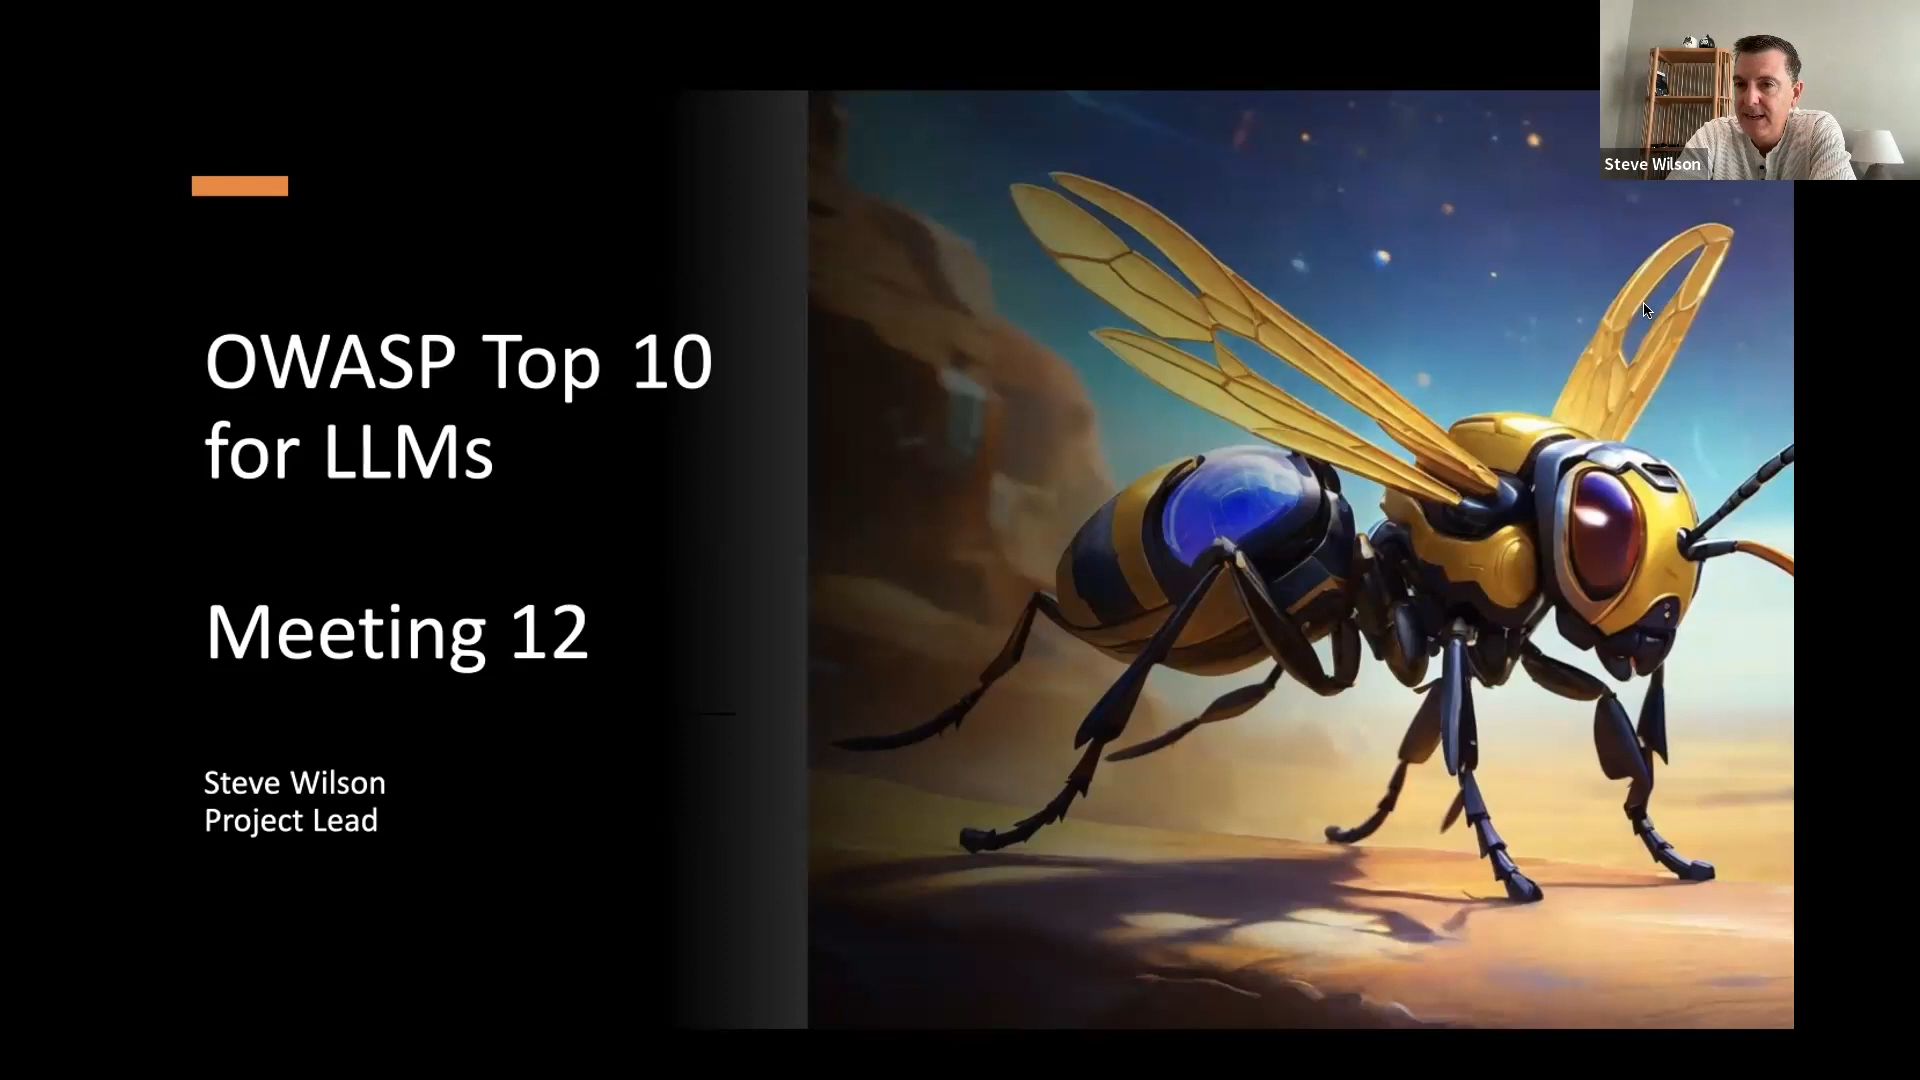 OWASP Top 10
for LLMs
Meeting 12
Steve Wilson
Project Lead
Steve Wilson